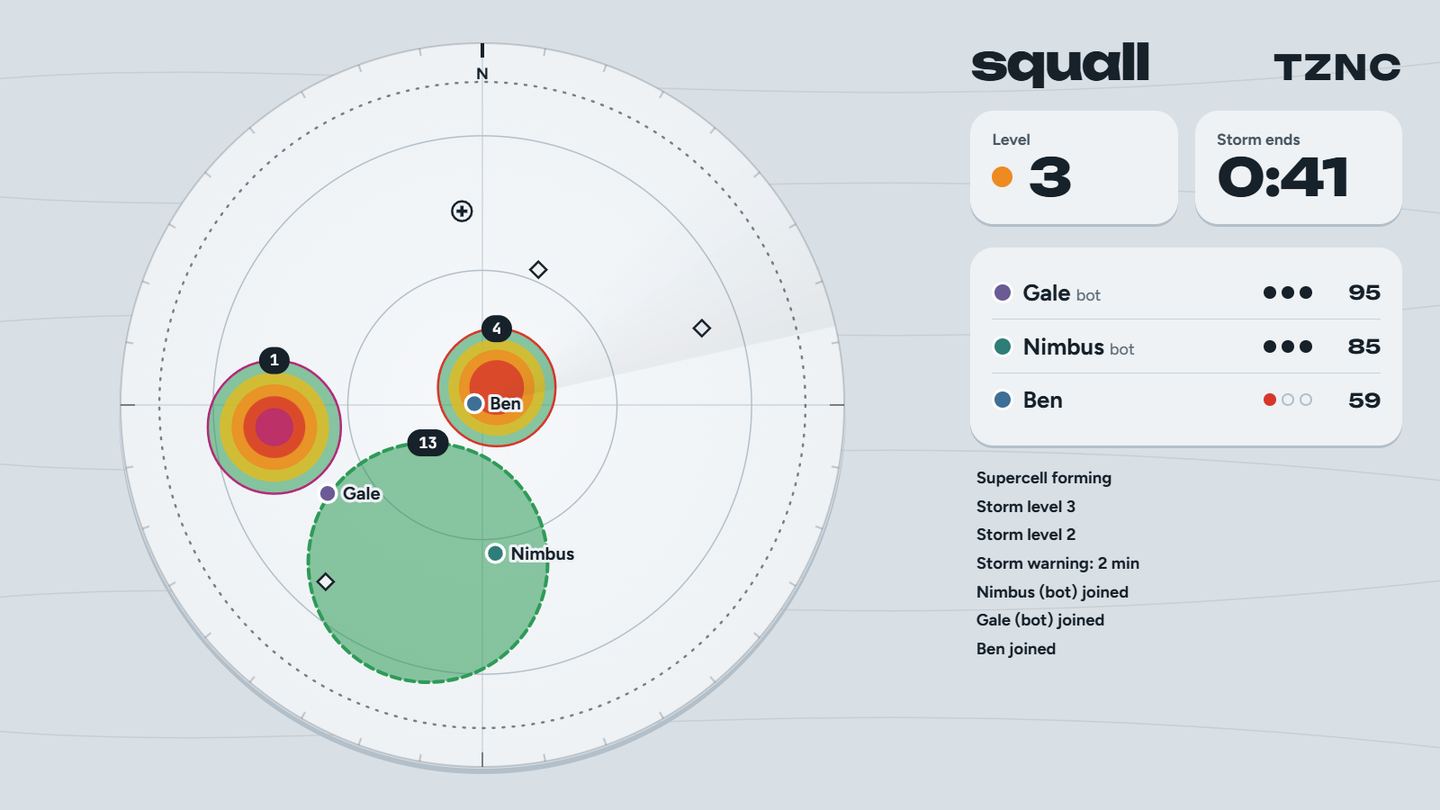 squall
TZNC
Level
3
Storm ends
0:41
Gale bot 95
Nimbus bot 85
Ben 59
Supercell forming
Storm level 3
Storm level 2
Storm warning: 2 min
Nimbus (bot) joined
Gale (bot) joined
Ben joined
N
4
1
Ben
13
Gale
Nimbus